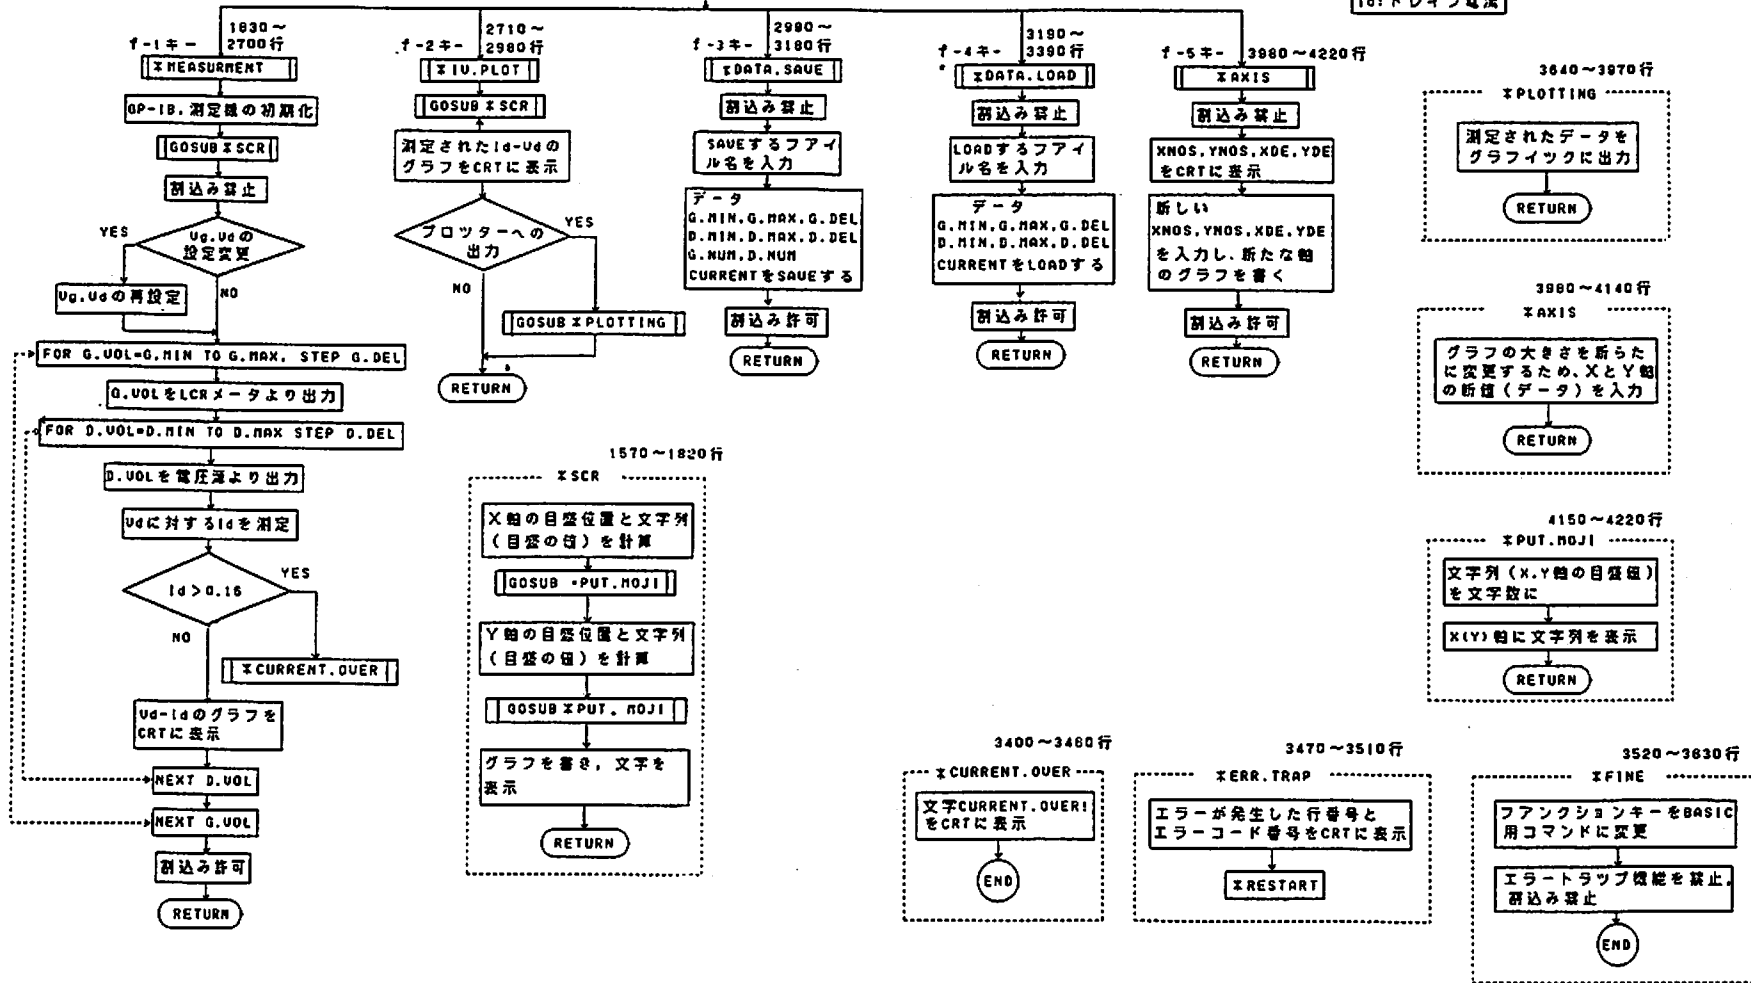 Id:ドレイン電流
1830～
2700行
f-1キー
*MEASURMENT
GP-IB.測定機の初期化
GOSUB*SCR
割込み禁止
Vg.Vdの
設定変更
YES
NO
Vg.Vdの再設定
FOR G.VOL=G.MIN TO G.MAX. STEP G.DEL
G.VOLをLCRメータより出力
FOR D.VOL=D.MIN TO D.MAX STEP D.DEL
D.VOLを電圧源より出力
Vdに対するIdを測定
Id>0.16
YES
NO
*CURRENT.OVER
Vd-Idのグラフを
CRTに表示
NEXT D.VOL
NEXT G.VOL
割込み許可
RETURN
2710～
2980行
f-2キー
*IV.PLOT
GOSUB*SCR
測定されたId-Vdの
グラフをCRTに表示
プロッターへの
出力
YES
NO
GOSUB*PLOTTING
RETURN
2990～
3180行
f-3キー
*DATA.SAVE
割込み禁止
SAVEするフアイ
ル名を入力
データ
G.MIN,G.MAX,G.DEL
D.MIN,D.MAX,D.DEL
G.NUM,D.NUM
CURRENTをSAVEする
割込み許可
RETURN
3190～
3390行
f-4キー
*DATA.LOAD
割込み禁止
LOADするフアイ
ル名を入力
データ
G.MIN,G.MAX,G.DEL
D.MIN,D.MAX,D.DEL
CURRENTをLOADする
割込み許可
RETURN
f-5キー 3980～4220行
*AXIS
割込み禁止
XNOS,YNOS,XDE,YDE
をCRTに表示
新しい
XNOS,YNOS,XDE,YDE
を入力し、新たな軸
のグラフを書く
割込み許可
RETURN
3640～3970行
*PLOTTING
測定されたデータを
グラフイックに出力
RETURN
3980～4140行
*AXIS
グラフの大きさを新らた
に変更するため、XとY軸
の新値(データ)を入力
RETURN
1570～1820行
*SCR
X軸の目盛位置と文字列
(目盛の値)を計算
GOSUB *PUT.MOJI
Y軸の目盛位置と文字列
(目盛の値)を計算
GOSUB*PUT.MOJI
グラフを書き,文字を
表示
RETURN
4150～4220行
*PUT.MOJI
文字列(X.Y軸の目盛値)
を文字数に
X(Y)軸に文字列を表示
RETURN
3400～3460行
*CURRENT.OVER
文字CURRENT.OVER!
をCRTに表示
END
3470～3510行
*ERR.TRAP
エラーが発生した行番号と
エラーコード番号をCRTに表示
*RESTART
3520～3630行
*FINE
フアンクションキーをBASIC
用コマンドに変更
エラートラップ機能を禁止.
割込み禁止
END